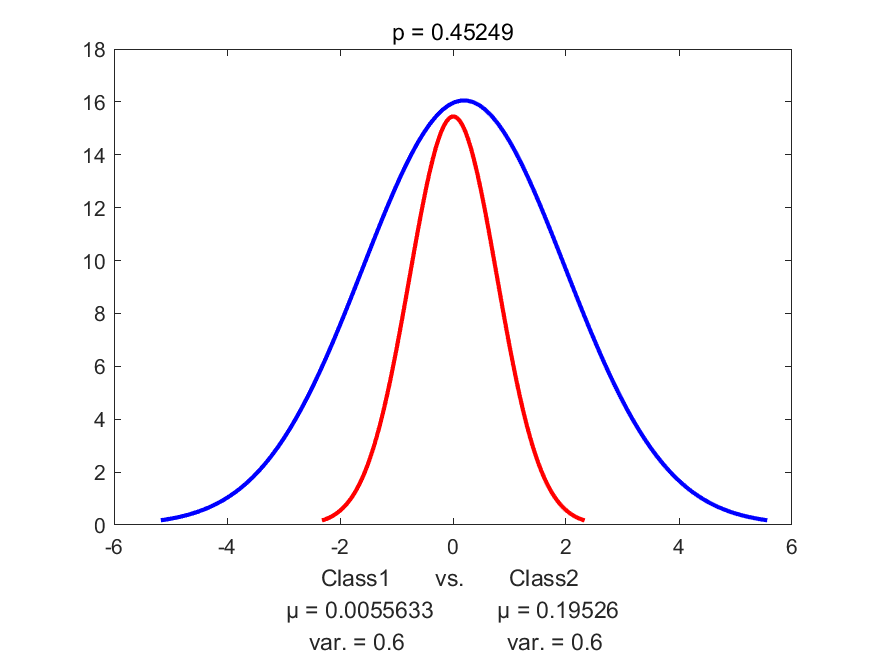 p = 0.45249
18
16
14
12
10
8
6
4
2
0
-6 -4 -2 0 2 4 6
Class1 vs. Class2
μ = 0.0055633 μ = 0.19526
var. = 0.6 var. = 0.6